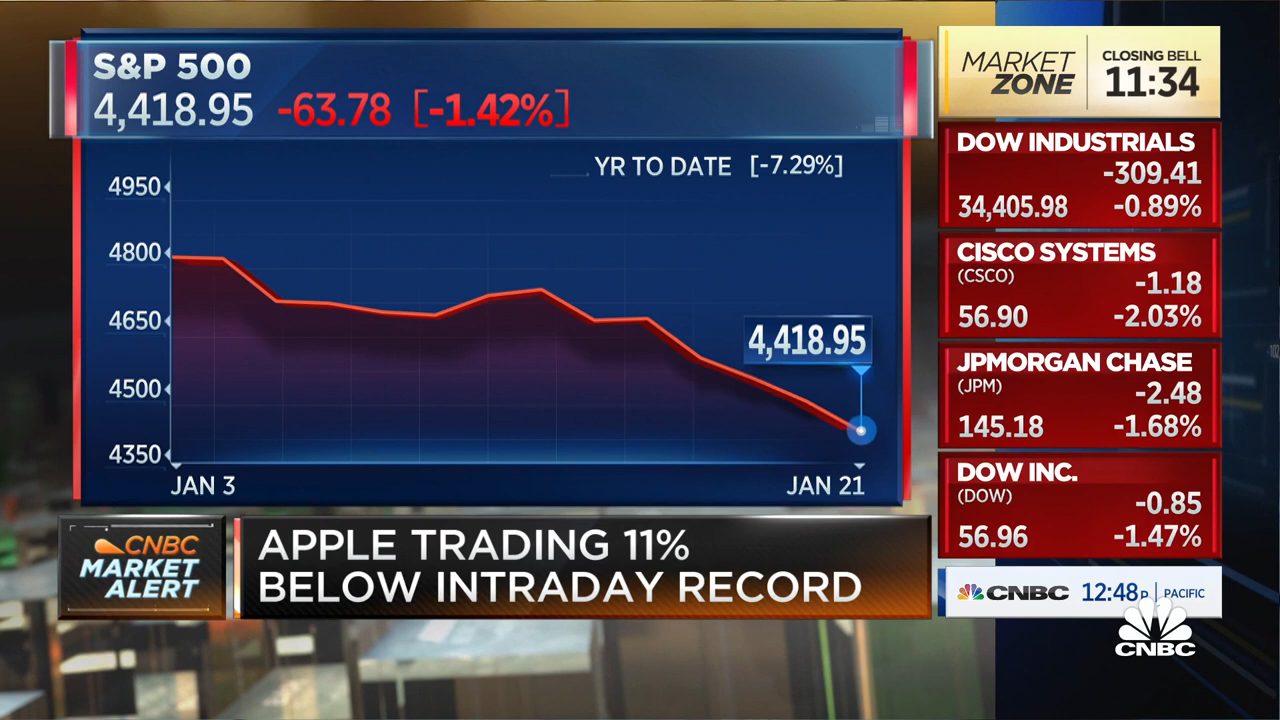 S&P 500
4,418.95 -63.78 [-1.42%]
YR TO DATE [-7.29%]
4950
4800
4650
4500
4350
4,418.95
JAN 3
JAN 21
CNBC
MARKET
ALERT
APPLE TRADING 11%
BELOW INTRADAY RECORD
MARKET
ZONE
CLOSING BELL
11:34
DOW INDUSTRIALS
-309.41
34,405.98 -0.89%
CISCO SYSTEMS
(CSCO)
-1.18
56.90 -2.03%
JPMORGAN CHASE
(JPM)
-2.48
145.18 -1.68%
DOW INC.
(DOW)
-0.85
56.96 -1.47%
CNBC 12:48P PACIFIC
CNBC